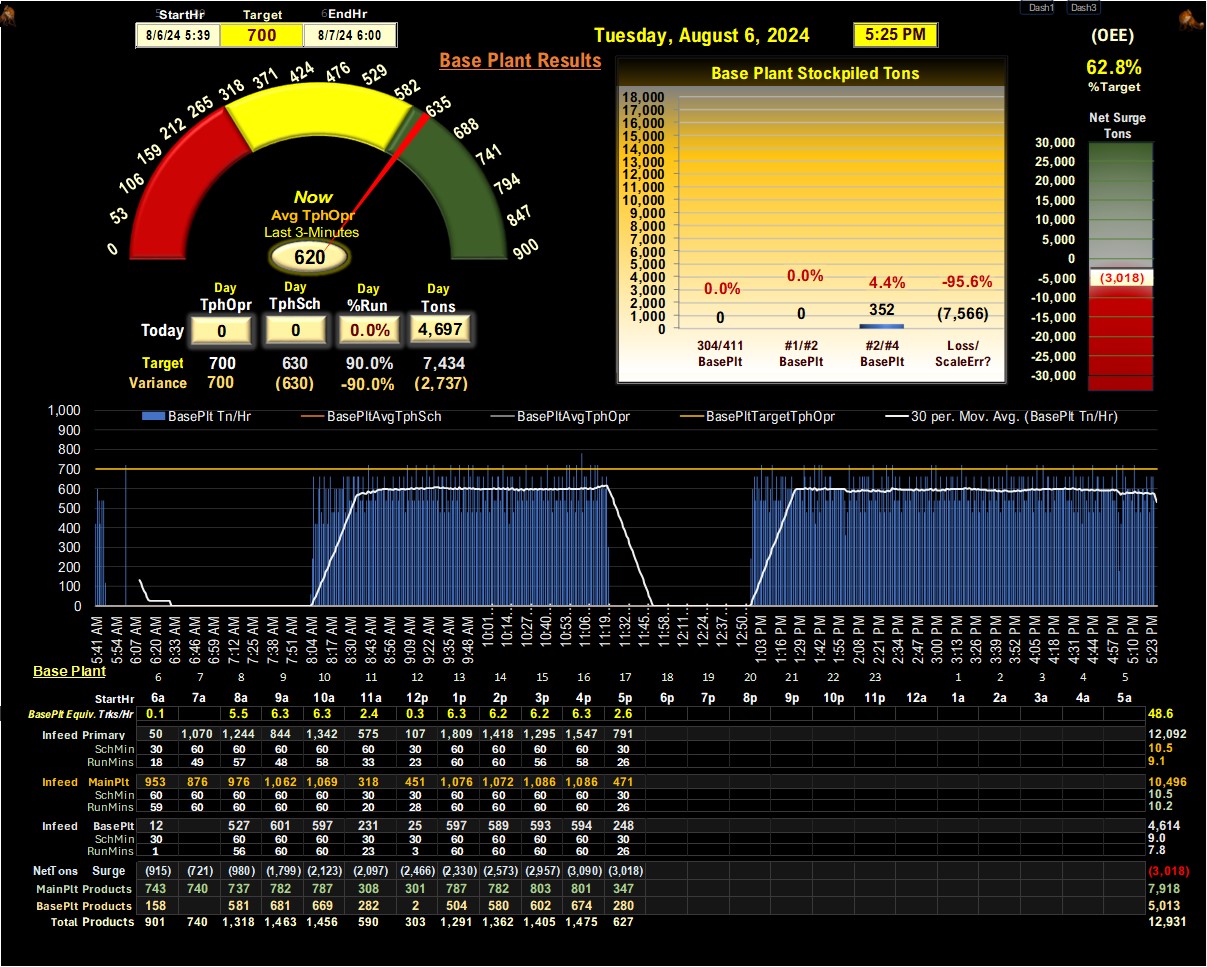 Dash1 Dash3
StartHr Target EndHr
8/6/24 5:39 700 8/7/24 6:00
Tuesday, August 6, 2024 5:25 PM
(OEE)
62.8%
%Target
Base Plant Results
0 53 106 159 212 265 318 371 424 476 529 582 635 688 741 794 847 900
Now
Avg TphOpr
Last 3-Minutes
620
Day Day Day Day
TphOpr TphSch %Run Tons
Today 0 0 0.0% 4,697
Target 700 630 90.0% 7,434
Variance 700 (630) -90.0% (2,737)
Base Plant Stockpiled Tons
18,000
17,000
16,000
15,000
14,000
13,000
12,000
11,000
10,000
9,000
8,000
7,000
6,000
5,000
4,000
3,000
2,000
1,000
0
0.0% 0.0% 4.4% -95.6%
0 0 352 (7,566)
304/411 #1/#2 #2/#4 Loss/
BasePlt BasePlt BasePlt ScaleErr?
Net Surge
Tons
30,000
25,000
20,000
15,000
10,000
5,000
0
-5,000
-10,000
-15,000
-20,000
-25,000
-30,000
(3,018)
BasePlt Tn/Hr BasePltAvgTphSch BasePltAvgTphOpr BasePltTargetTphOpr 30 per. Mov. Avg. (BasePlt Tn/Hr)
1,000
900
800
700
600
500
400
300
200
100
0
5:41 AM 5:54 AM 6:07 AM 6:20 AM 6:33 AM 6:46 AM 6:59 AM 7:12 AM 7:26 AM 7:38 AM 7:51 AM 8:04 AM 8:17 AM 8:30 AM 8:43 AM 8:56 AM 9:09 AM 9:22 AM 9:36 AM 9:48 AM 10:01... 10:14... 10:27... 10:40... 10:53... 11:06... 11:19... 11:32... 11:45... 11:58... 12:11... 12:24... 12:37... 12:50... 1:03 PM 1:16 PM 1:29 PM 1:42 PM 1:55 PM 2:08 PM 2:21 PM 2:34 PM 2:47 PM 3:00 PM 3:13 PM 3:26 PM 3:39 PM 3:52 PM 4:05 PM 4:18 PM 4:31 PM 4:44 PM 4:57 PM 5:10 PM 5:23 PM
Base Plant
6 7 8 9 10 11 12 13 14 15 16 17 18 19 20 21 22 23 1 2 3 4 5
StartHr 6a 7a 8a 9a 10a 11a 12p 1p 2p 3p 4p 5p 6p 7p 8p 9p 10p 11p 12a 1a 2a 3a 4a 5a
BasePlt Equiv. Trks/Hr 0.1 5.5 6.3 6.3 2.4 0.3 6.3 6.2 6.2 6.3 2.6 48.6
Infeed Primary 50 1,070 1,244 844 1,342 575 107 1,809 1,418 1,295 1,547 791 12,092
SchMin 30 60 60 60 60 60 30 60 60 60 60 30 10.5
RunMins 18 49 57 48 58 33 23 60 60 56 58 26 9.1
Infeed MainPlt 953 876 976 1,062 1,069 318 451 1,076 1,072 1,086 1,086 471 10,496
SchMin 60 60 60 60 60 30 30 60 60 60 60 30 10.5
RunMins 59 60 60 60 60 20 28 60 60 60 60 26 10.2
Infeed BasePlt 12 527 601 597 231 25 597 589 593 594 248 4,614
SchMin 30 60 60 60 30 30 60 60 60 60 30 9.0
RunMins 1 56 60 60 23 3 60 60 60 60 26 7.8
NetTons Surge (915) (721) (980) (1,799) (2,123) (2,097) (2,466) (2,330) (2,573) (2,957) (3,090) (3,018) (3,018)
MainPlt Products 743 740 737 782 787 308 301 787 782 803 801 347 7,918
BasePlt Products 158 581 681 669 282 2 504 580 602 674 280 5,013
Total Products 901 740 1,318 1,463 1,456 590 303 1,291 1,362 1,405 1,475 627 12,931